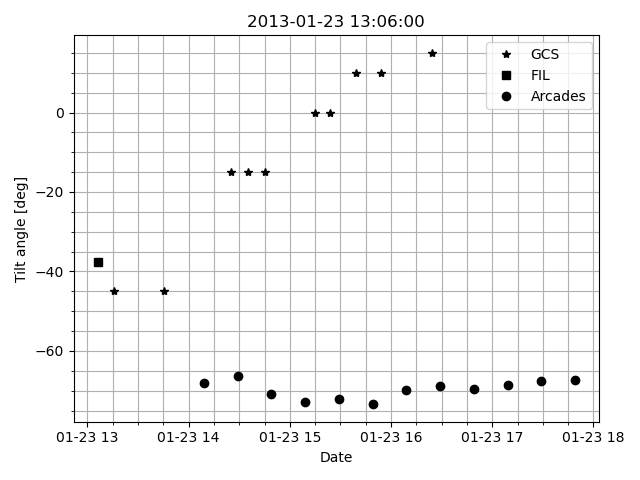 2013-01-23 13:06:00
GCS
FIL
Arcades
Tilt angle [deg]
0
−20
−40
−60
01-23 13 01-23 14 01-23 15 01-23 16 01-23 17 01-23 18
Date